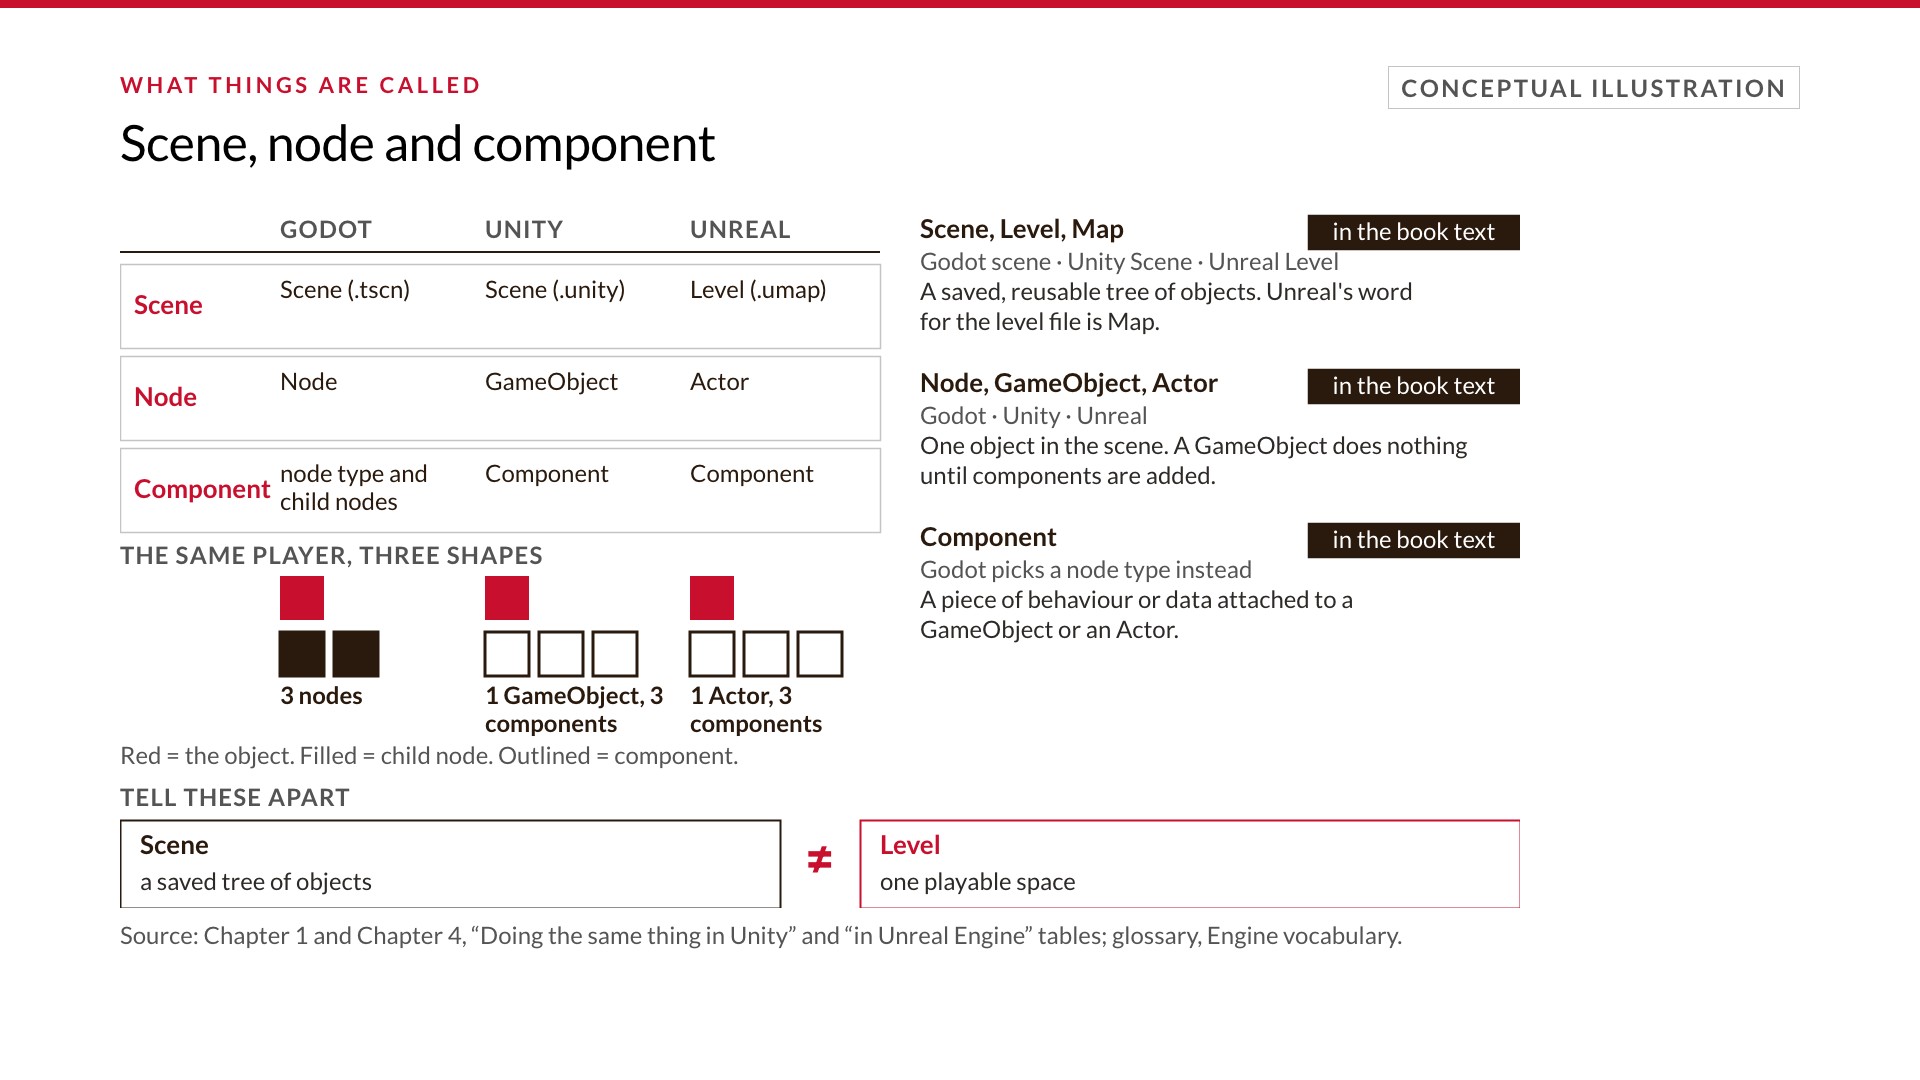 WHAT THINGS ARE CALLED
CONCEPTUAL ILLUSTRATION
Scene, node and component
GODOT UNITY UNREAL
Scene Scene (.tscn) Scene (.unity) Level (.umap)
Node Node GameObject Actor
Component node type and child nodes Component Component
THE SAME PLAYER, THREE SHAPES
3 nodes
1 GameObject, 3
components
1 Actor, 3
components
Red = the object. Filled = child node. Outlined = component.
Scene, Level, Map
in the book text
Godot scene · Unity Scene · Unreal Level
A saved, reusable tree of objects. Unreal's word
for the level file is Map.
Node, GameObject, Actor
in the book text
Godot · Unity · Unreal
One object in the scene. A GameObject does nothing
until components are added.
Component
in the book text
Godot picks a node type instead
A piece of behaviour or data attached to a
GameObject or an Actor.
TELL THESE APART
Scene
a saved tree of objects
≠
Level
one playable space
Source: Chapter 1 and Chapter 4, “Doing the same thing in Unity” and “in Unreal Engine” tables; glossary, Engine vocabulary.